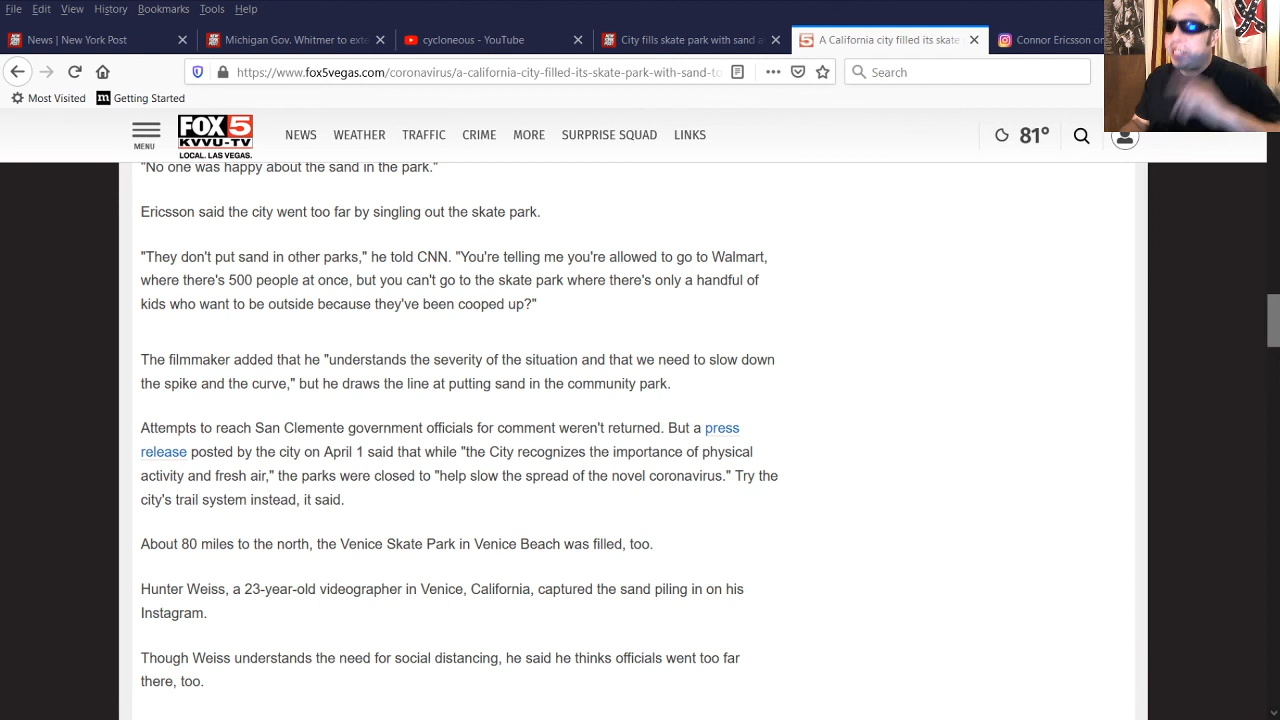 File Edit View History Bookmarks Tools Help
News | New York Post
Michigan Gov. Whitmer to exte
cycloneous - YouTube
City fills skate park with sand a
A California city filled its skate
Connor Ericsson on
https://www.fox5vegas.com/coronavirus/a-california-city-filled-its-skate-park-with-sand-to-
Search
Most Visited
Getting Started
MENU
FOX 5
KVVU-TV
LOCAL. LAS VEGAS.
NEWS WEATHER TRAFFIC CRIME MORE SURPRISE SQUAD LINKS
81°
"No one was happy about the sand in the park."
Ericsson said the city went too far by singling out the skate park.
"They don't put sand in other parks," he told CNN. "You're telling me you're allowed to go to Walmart,
where there's 500 people at once, but you can't go to the skate park where there's only a handful of
kids who want to be outside because they've been cooped up?"
The filmmaker added that he "understands the severity of the situation and that we need to slow down
the spike and the curve," but he draws the line at putting sand in the community park.
Attempts to reach San Clemente government officials for comment weren't returned. But a press
release posted by the city on April 1 said that while "the City recognizes the importance of physical
activity and fresh air," the parks were closed to "help slow the spread of the novel coronavirus." Try the
city's trail system instead, it said.
About 80 miles to the north, the Venice Skate Park in Venice Beach was filled, too.
Hunter Weiss, a 23-year-old videographer in Venice, California, captured the sand piling in on his
Instagram.
Though Weiss understands the need for social distancing, he said he thinks officials went too far
there, too.